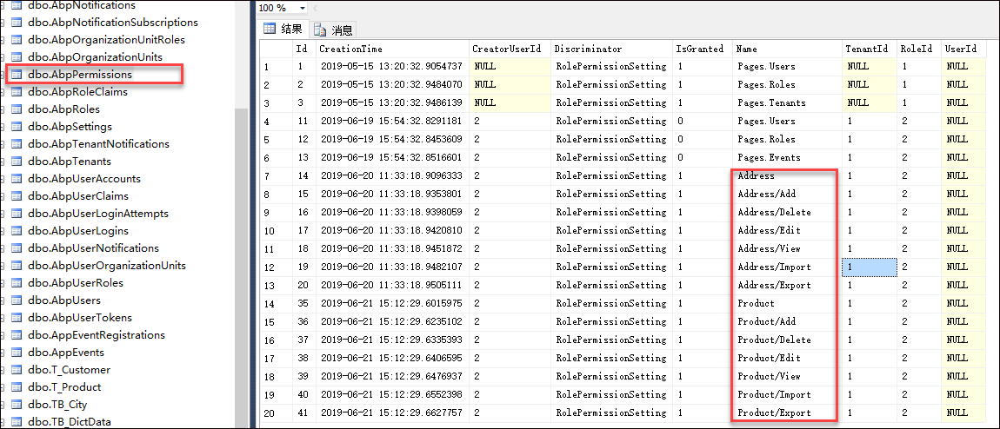 dbo.AbpNotifications
dbo.AbpNotificationSubscriptions
dbo.AbpOrganizationUnitRoles
dbo.AbpOrganizationUnits
dbo.AbpPermissions
dbo.AbpRoleClaims
dbo.AbpRoles
dbo.AbpSettings
dbo.AbpTenantNotifications
dbo.AbpTenants
dbo.AbpUserAccounts
dbo.AbpUserClaims
dbo.AbpUserLoginAttempts
dbo.AbpUserLogins
dbo.AbpUserNotifications
dbo.AbpUserOrganizationUnits
dbo.AbpUserRoles
dbo.AbpUsers
dbo.AbpUserTokens
dbo.AppEventRegistrations
dbo.AppEvents
dbo.T_Customer
dbo.T_Product
dbo.TB_City
dbo.TB_DictData
100 %
结果 消息
Id CreationTime CreatorUserId Discriminator IsGranted Name TenantId RoleId UserId
1 1 2019-05-15 13:20:32.9054737 NULL RolePermissionSetting 1 Pages.Users NULL 1 NULL
2 2 2019-05-15 13:20:32.9484070 NULL RolePermissionSetting 1 Pages.Roles NULL 1 NULL
3 3 2019-05-15 13:20:32.9486139 NULL RolePermissionSetting 1 Pages.Tenants NULL 1 NULL
4 11 2019-06-19 15:54:32.8291181 2 RolePermissionSetting 0 Pages.Users 1 2 NULL
5 12 2019-06-19 15:54:32.8453609 2 RolePermissionSetting 0 Pages.Roles 1 2 NULL
6 13 2019-06-19 15:54:32.8516601 2 RolePermissionSetting 0 Pages.Events 1 2 NULL
7 14 2019-06-20 11:33:18.9096333 2 RolePermissionSetting 1 Address 1 2 NULL
8 15 2019-06-20 11:33:18.9353801 2 RolePermissionSetting 1 Address/Add 1 2 NULL
9 16 2019-06-20 11:33:18.9398059 2 RolePermissionSetting 1 Address/Delete 1 2 NULL
10 17 2019-06-20 11:33:18.9420810 2 RolePermissionSetting 1 Address/Edit 1 2 NULL
11 18 2019-06-20 11:33:18.9451872 2 RolePermissionSetting 1 Address/View 1 2 NULL
12 19 2019-06-20 11:33:18.9482107 2 RolePermissionSetting 1 Address/Import 1 2 NULL
13 20 2019-06-20 11:33:18.9505111 2 RolePermissionSetting 1 Address/Export 1 2 NULL
14 35 2019-06-21 15:12:29.6015975 2 RolePermissionSetting 1 Product 1 2 NULL
15 36 2019-06-21 15:12:29.6235102 2 RolePermissionSetting 1 Product/Add 1 2 NULL
16 37 2019-06-21 15:12:29.6335393 2 RolePermissionSetting 1 Product/Delete 1 2 NULL
17 38 2019-06-21 15:12:29.6406595 2 RolePermissionSetting 1 Product/Edit 1 2 NULL
18 39 2019-06-21 15:12:29.6476937 2 RolePermissionSetting 1 Product/View 1 2 NULL
19 40 2019-06-21 15:12:29.6552398 2 RolePermissionSetting 1 Product/Import 1 2 NULL
20 41 2019-06-21 15:12:29.6627757 2 RolePermissionSetting 1 Product/Export 1 2 NULL